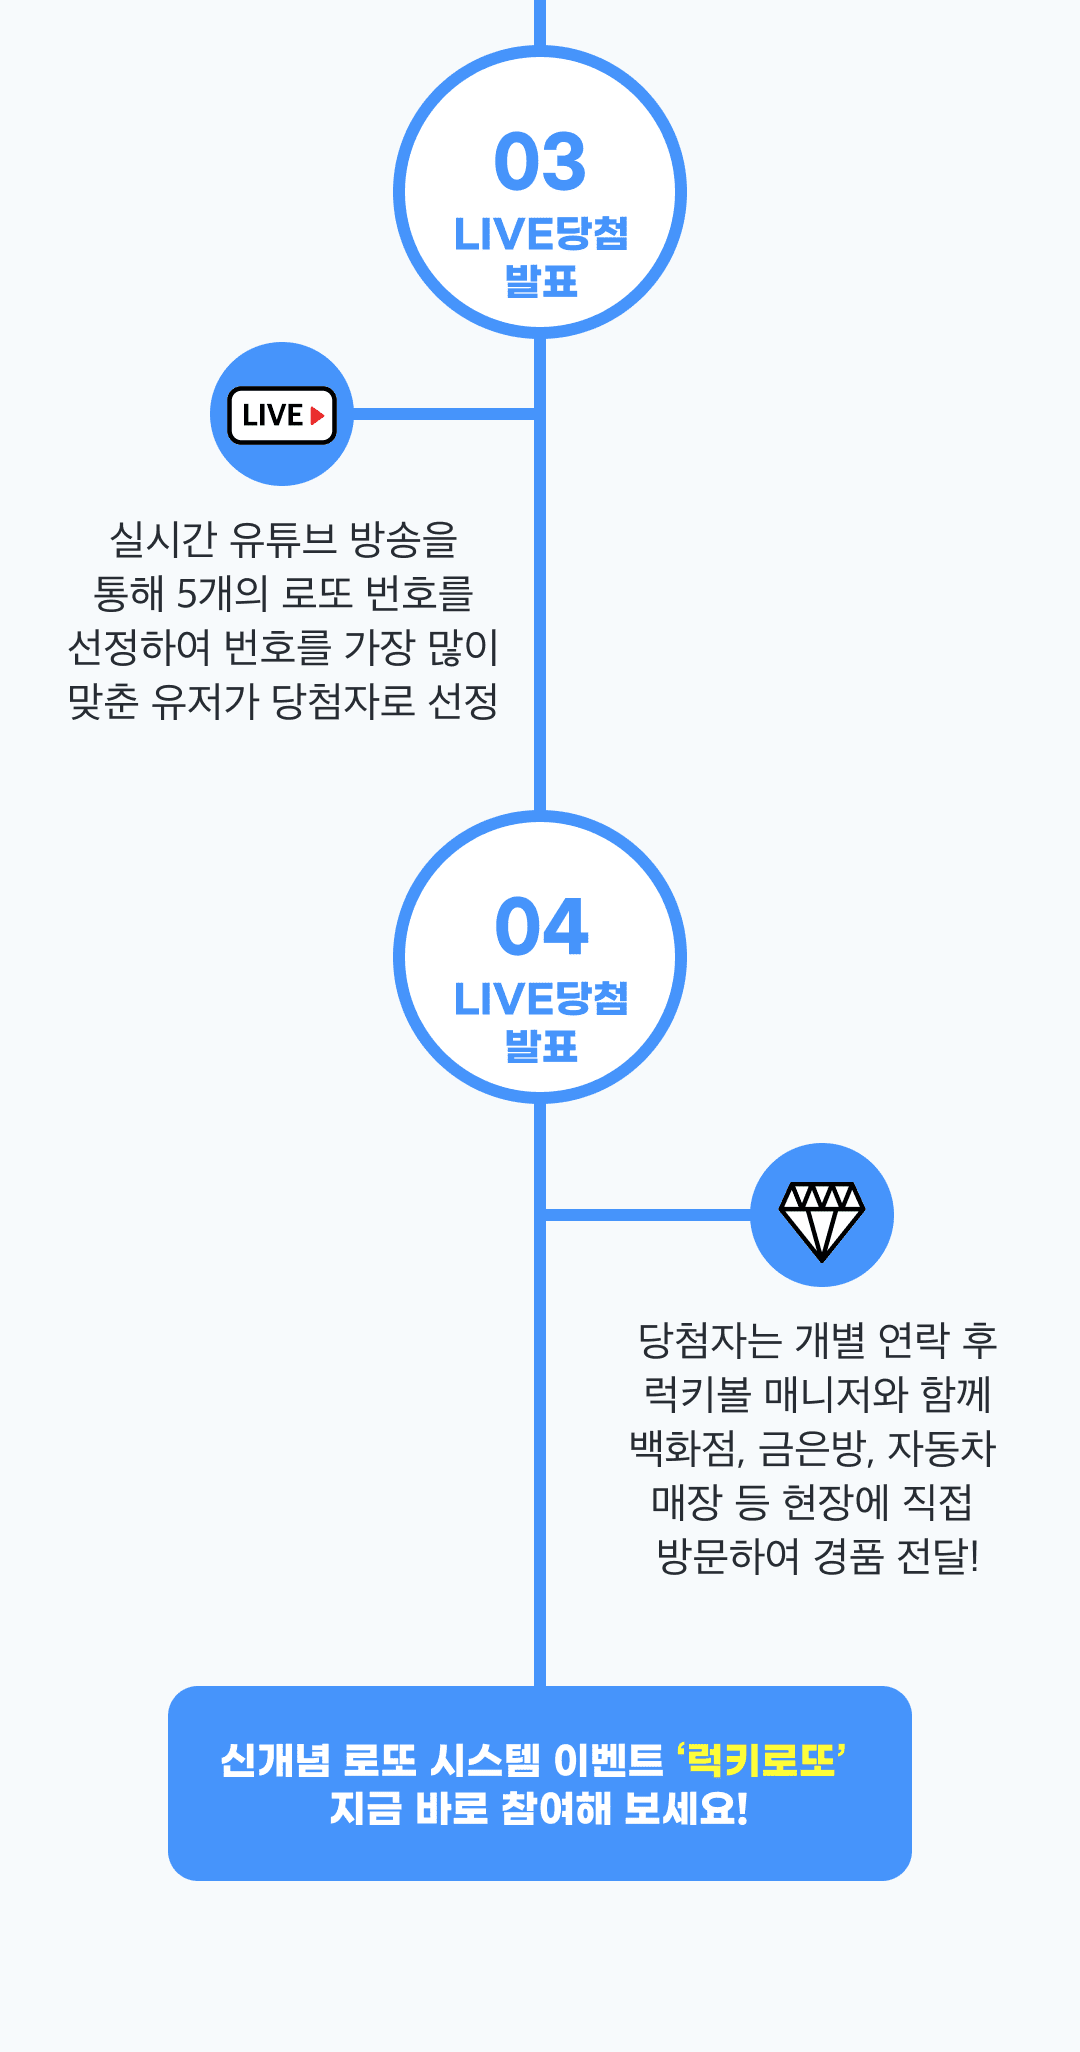 03
LIVE당첨
발표
LIVE
실시간 유튜브 방송을
통해 5개의 로또 번호를
선정하여 번호를 가장 많이
맞춘 유저가 당첨자로 선정
04
LIVE당첨
발표
당첨자는 개별 연락 후
럭키볼 매니저와 함께
백화점, 금은방, 자동차
매장 등 현장에 직접
방문하여 경품 전달!
신개념 로또 시스템 이벤트 ‘럭키로또’
지금 바로 참여해 보세요!